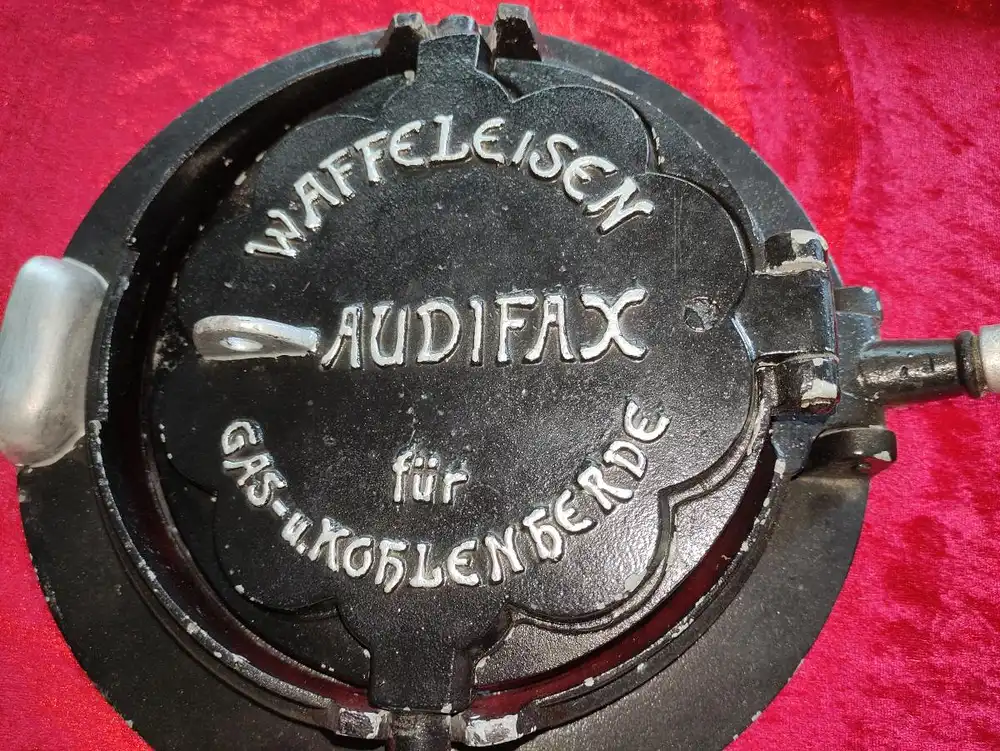 WAFFELEISEN
AUDIFAX
für
GAS-u.KOHLENHERDE